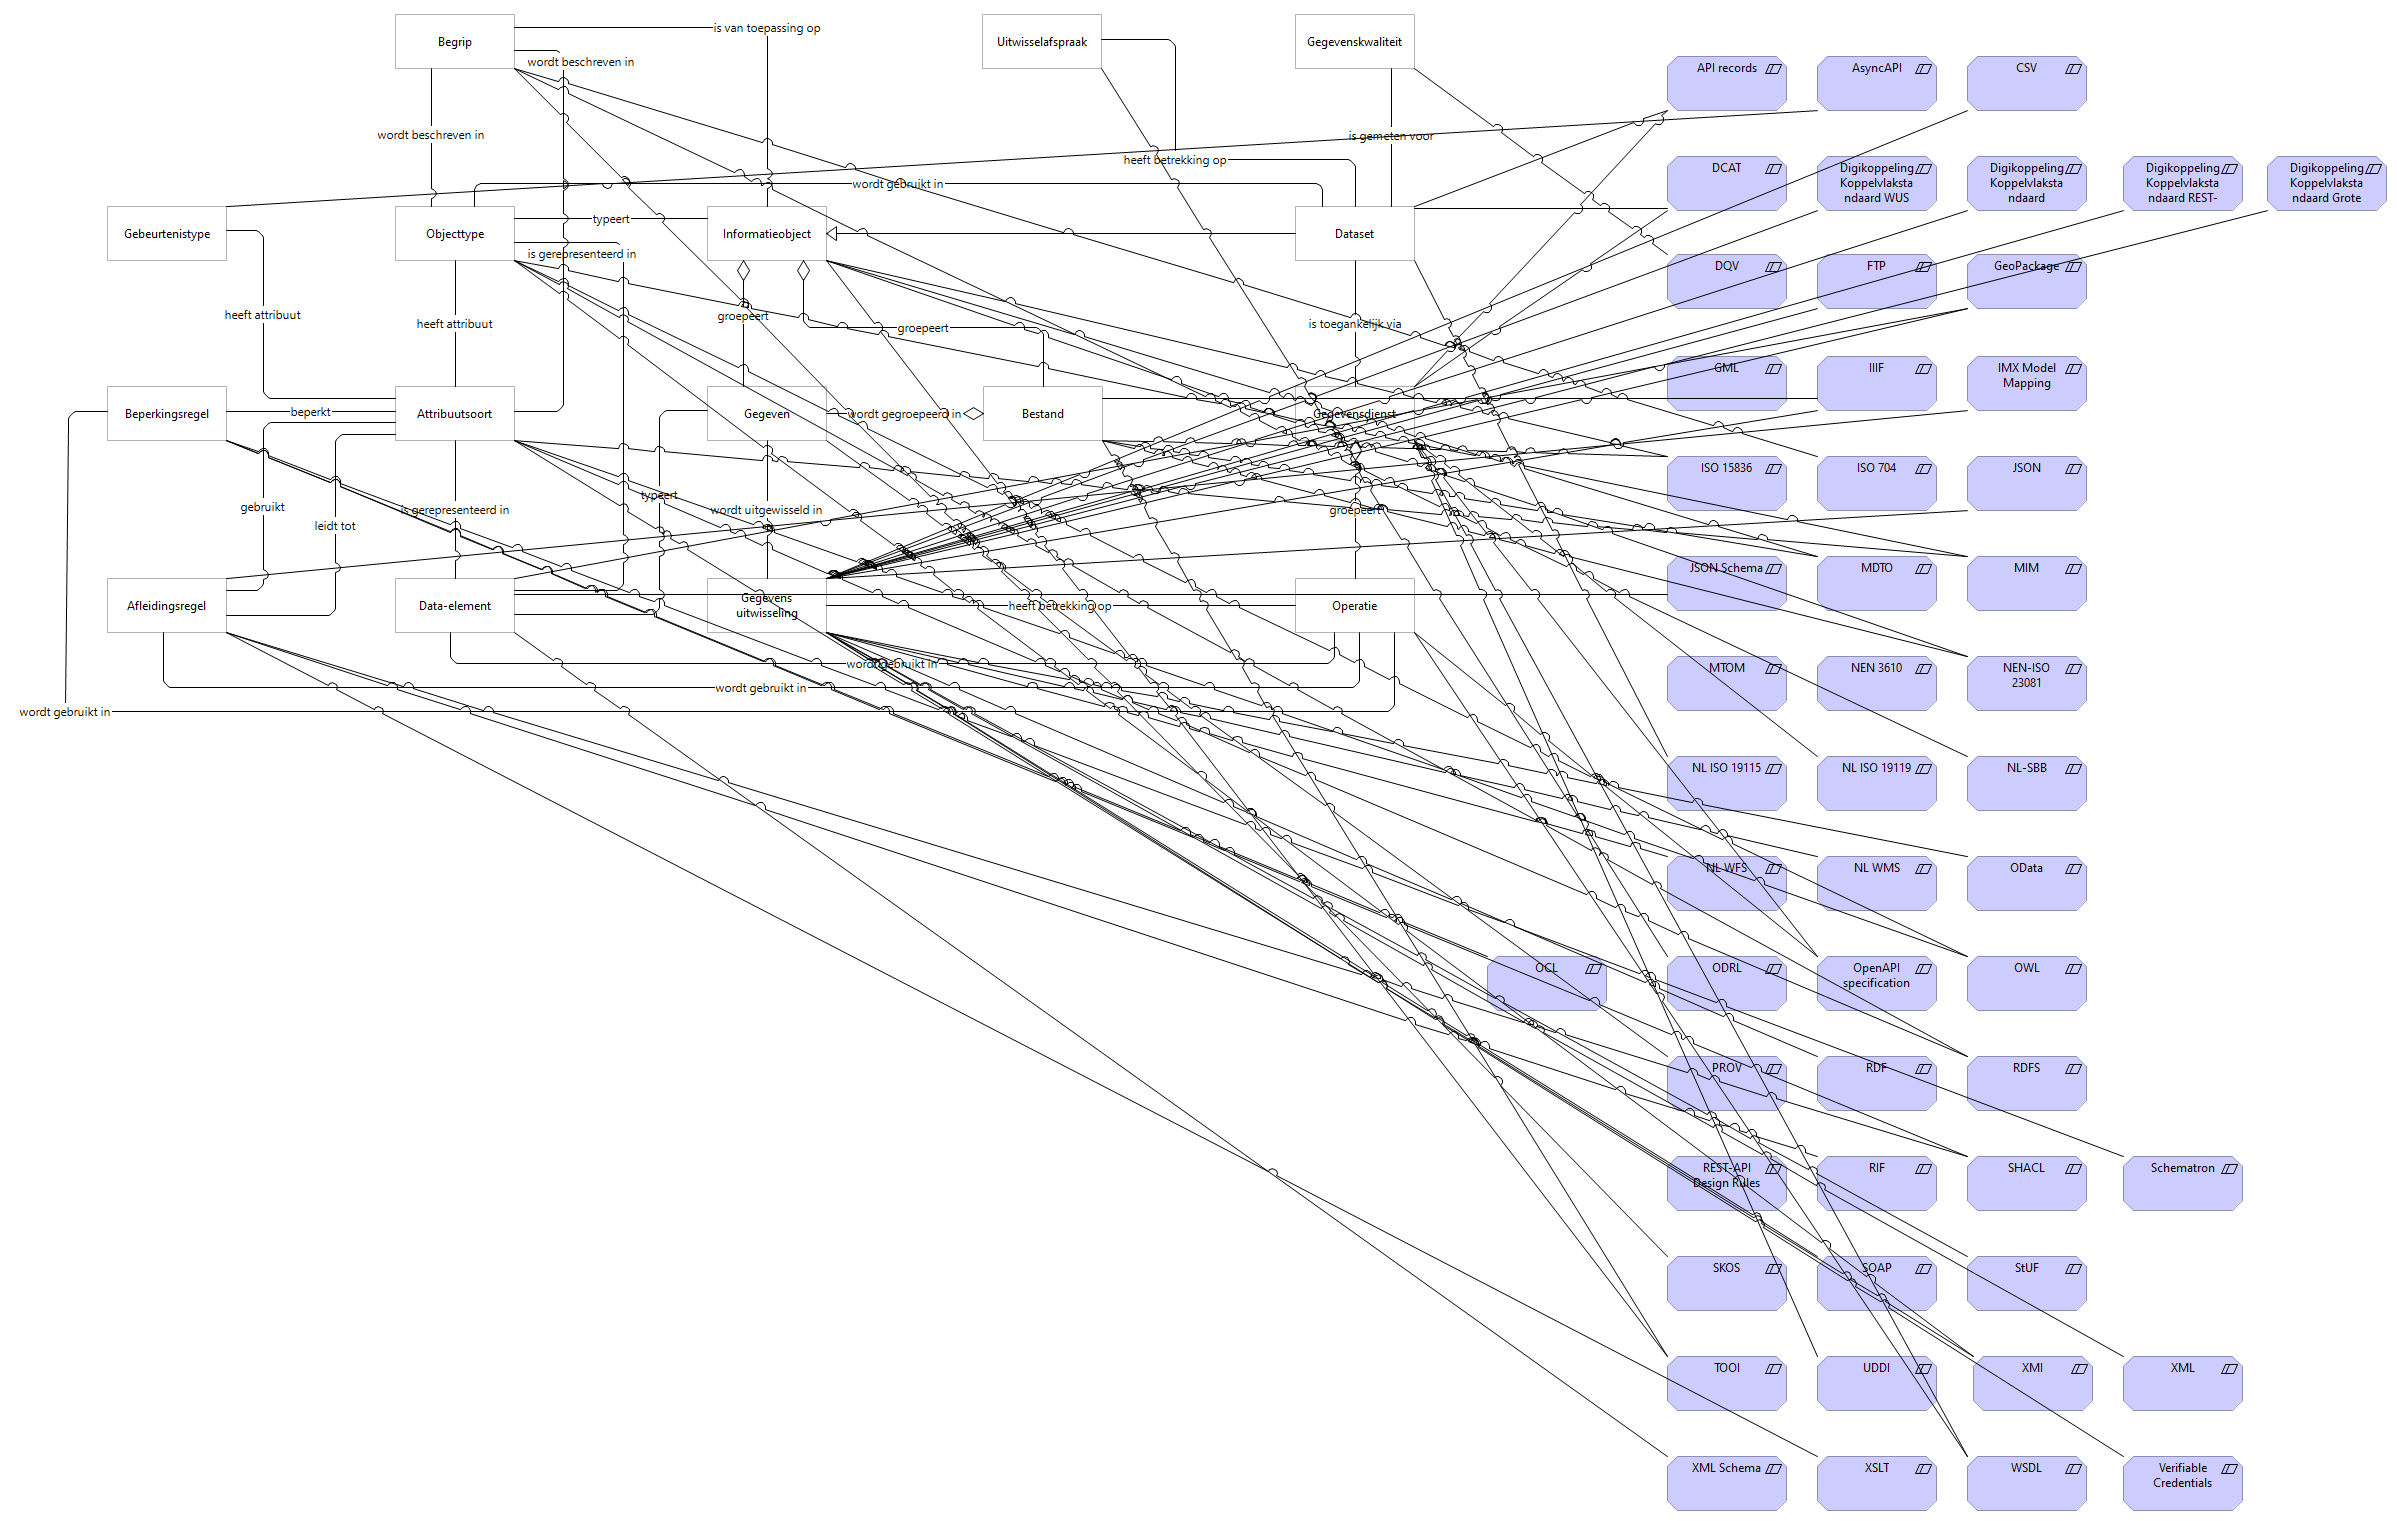 Begrip
is van toepassing op
Uitwisselafspraak
Gegevenskwaliteit
wordt beschreven in
API records
AsyncAPI
CSV
wordt beschreven in
is gemeten voor
heeft betrekking op
wordt gebruikt in
DCAT
Digikoppeling
Koppelvlaksta
ndaard WUS
Digikoppeling
Koppelvlaksta
ndaard
Digikoppeling
Koppelvlaksta
ndaard REST-
Digikoppeling
Koppelvlaksta
ndaard Grote
Gebeurtenistype
Objecttype
typeert
Informatieobject
Dataset
is gerepresenteerd in
DQV
FTP
GeoPackage
heeft attribuut
heeft attribuut
groepeert
groepeert
is toegankelijk via
GML
IIIF
IMX Model
Mapping
Beperkingsregel
beperkt
Attribuutsoort
Gegeven
wordt gegroepeerd in
Bestand
Gegevensdienst
ISO 15836
ISO 704
JSON
gebruikt
leidt tot
is gerepresenteerd in
typeert
wordt uitgewisseld in
groepeert
JSON Schema
MDTO
MIM
Afleidingsregel
Data-element
Gegevens
uitwisseling
heeft betrekking op
Operatie
wordt gebruikt in
wordt gebruikt in
wordt gebruikt in
MTOM
NEN 3610
NEN-ISO
23081
NL ISO 19115
NL ISO 19119
NL-SBB
NL WFS
NL WMS
OData
OCL
ODRL
OpenAPI
specification
OWL
PROV
RDF
RDFS
REST-API
Design Rules
RIF
SHACL
Schematron
SKOS
SOAP
StUF
TOOI
UDDI
XMI
XML
XML Schema
XSLT
WSDL
Verifiable
Credentials